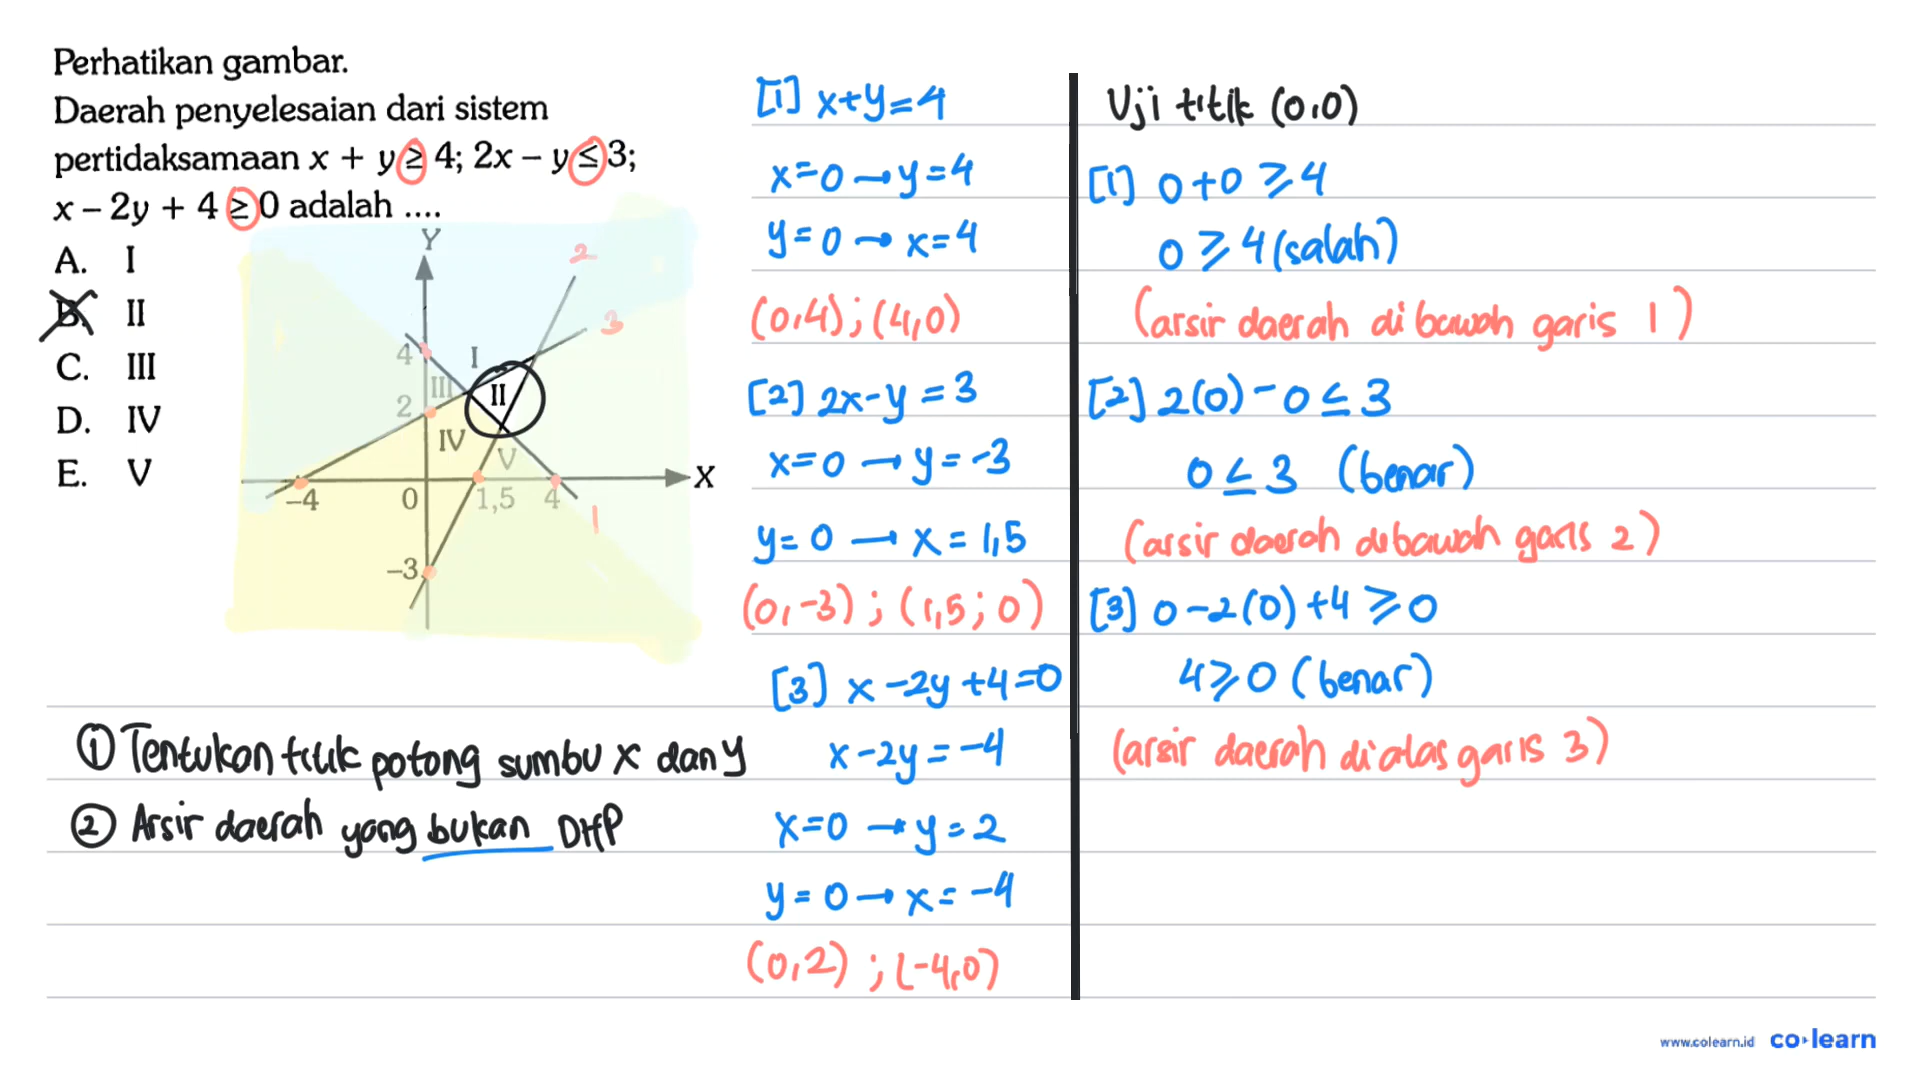 Perhatikan gambar.
Daerah penyelesaian dari sistem
pertidaksamaan x + y ≥ 4; 2x – y ≤ 3;
x – 2y + 4 ≥ 0 adalah ....
A. I
B. II
C. III
D. IV
E. V
Y
2
3
4
I
III
II
2
IV
V
X
–4
0
1,5
4
1
–3
① Tentukan titik potong sumbu x dan y
② Arsir daerah yang bukan DHP
[1] x+y=4
x=0→y=4
y=0→x=4
(0,4);(4,0)
[2] 2x-y=3
x=0→y=-3
y=0→x=1,5
(0,-3);(1,5;0)
[3] x-2y+4=0
x-2y=-4
x=0→y=2
y=0→x=-4
(0,2);(-4,0)
Uji titik (0,0)
[1] 0+0≥4
0≥4(salah)
(arsir daerah di bawah garis 1)
[2] 2(0)-0≤3
0≤3 (benar)
(arsir daerah dibawah garis 2)
[3] 0-2(0)+4≥0
4≥0 (benar)
(arsir daerah diatas garis 3)
www.colearn.id co·learn